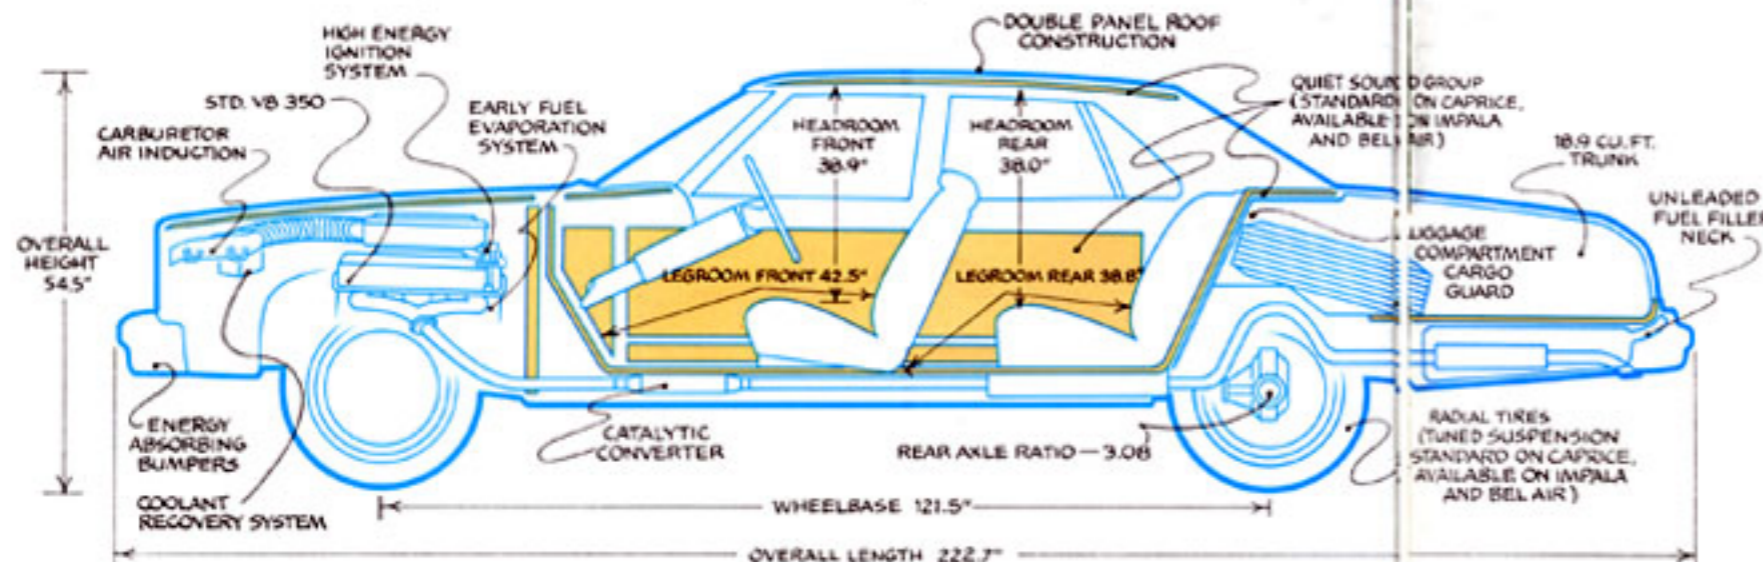 HIGH ENERGY
IGNITION
SYSTEM
STD. V8 350
CARBURETOR
AIR INDUCTION
EARLY FUEL
EVAPORATION
SYSTEM
DOUBLE PANEL ROOF
CONSTRUCTION
QUIET SOUND GROUP
(STANDARD ON CAPRICE,
AVAILABLE ON IMPALA
AND BEL AIR)
18.9 CU. FT.
TRUNK
UNLEADED
FUEL FILLER
NECK
OVERALL
HEIGHT
54.5"
HEADROOM
FRONT
38.9"
HEADROOM
REAR
38.0"
LEGROOM FRONT 42.5"
LEGROOM REAR 38.8"
LUGGAGE
COMPARTMENT
CARGO
GUARD
ENERGY
ABSORBING
BUMPERS
COOLANT
RECOVERY SYSTEM
CATALYTIC
CONVERTER
REAR AXLE RATIO — 3.08
RADIAL TIRES
(TUNED SUSPENSION
STANDARD ON CAPRICE,
AVAILABLE ON IMPALA
AND BEL AIR)
WHEELBASE 121.5"
OVERALL LENGTH 222.7"